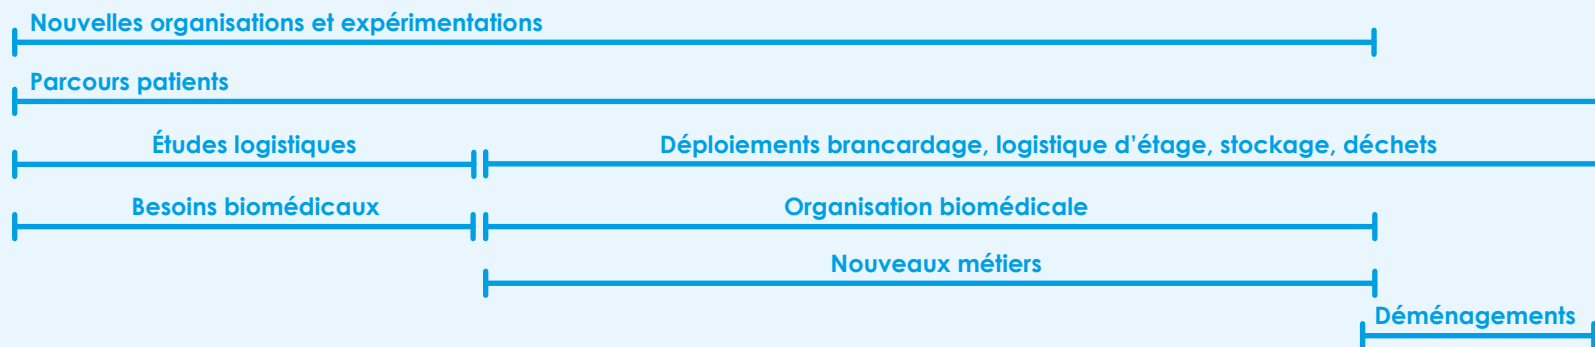 Nouvelles organisations et expérimentations
Parcours patients
Études logistiques
Déploiements brancardage, logistique d'étage, stockage, déchets
Besoins biomédicaux
Organisation biomédicale
Nouveaux métiers
Déménagements